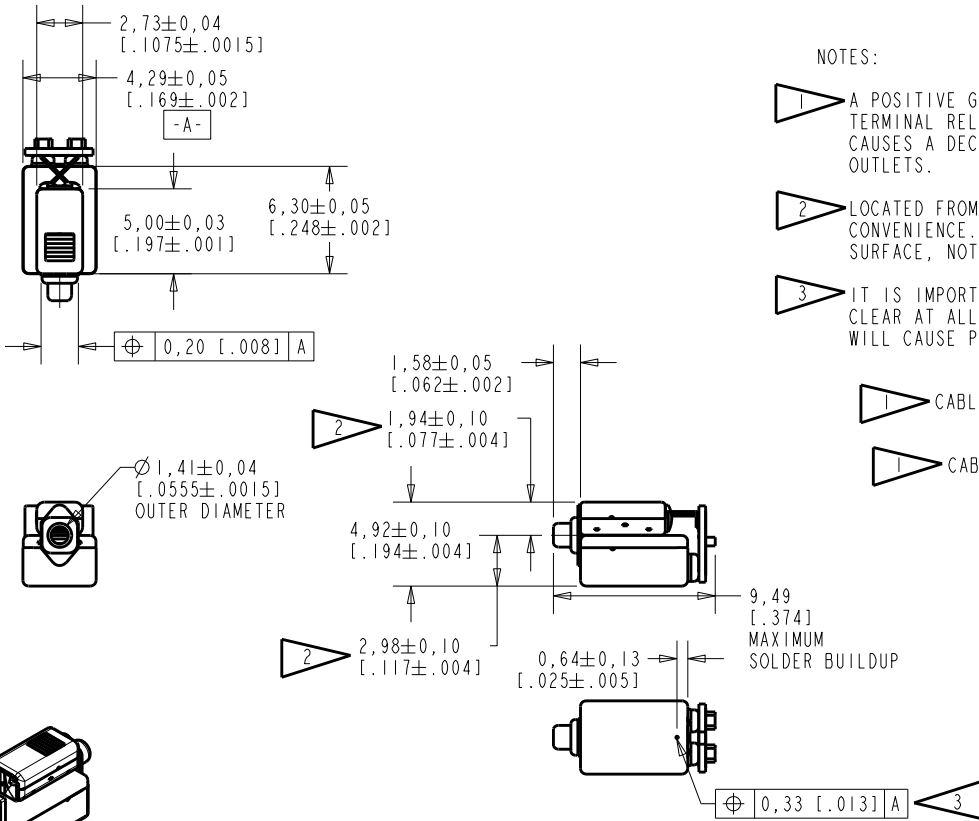 2,73±0,04
[.1075±.0015]
4,29±0,05
[.169±.002]
-A-
5,00±0,03
[.197±.001]
6,30±0,05
[.248±.002]
⌖ 0,20 [.008] A
NOTES:
1 A POSITIVE G
TERMINAL REL
CAUSES A DEC
OUTLETS.
2 LOCATED FROM
CONVENIENCE.
SURFACE, NOT
3 IT IS IMPORT
CLEAR AT ALL
WILL CAUSE P
1 CABL
1 CAB
1,58±0,05
[.062±.002]
2 1,94±0,10
[.077±.004]
Ø 1,41±0,04
[.0555±.0015]
OUTER DIAMETER
4,92±0,10
[.194±.004]
2 2,98±0,10
[.117±.004]
9,49
[.374]
MAXIMUM
SOLDER BUILDUP
0,64±0,13
[.025±.005]
⌖ 0,33 [.013] A 3